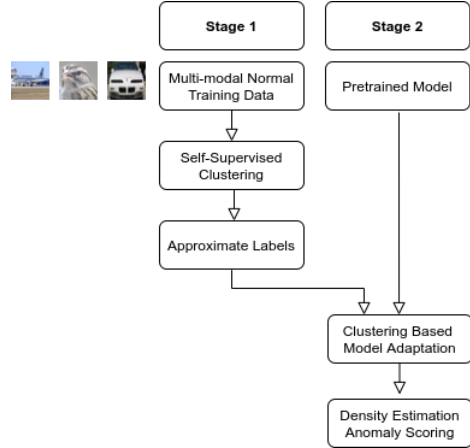 Stage 1
Stage 2
Multi-modal Normal
Training Data
Pretrained Model
Self-Supervised
Clustering
Approximate Labels
Clustering Based
Model Adaptation
Density Estimation
Anomaly Scoring